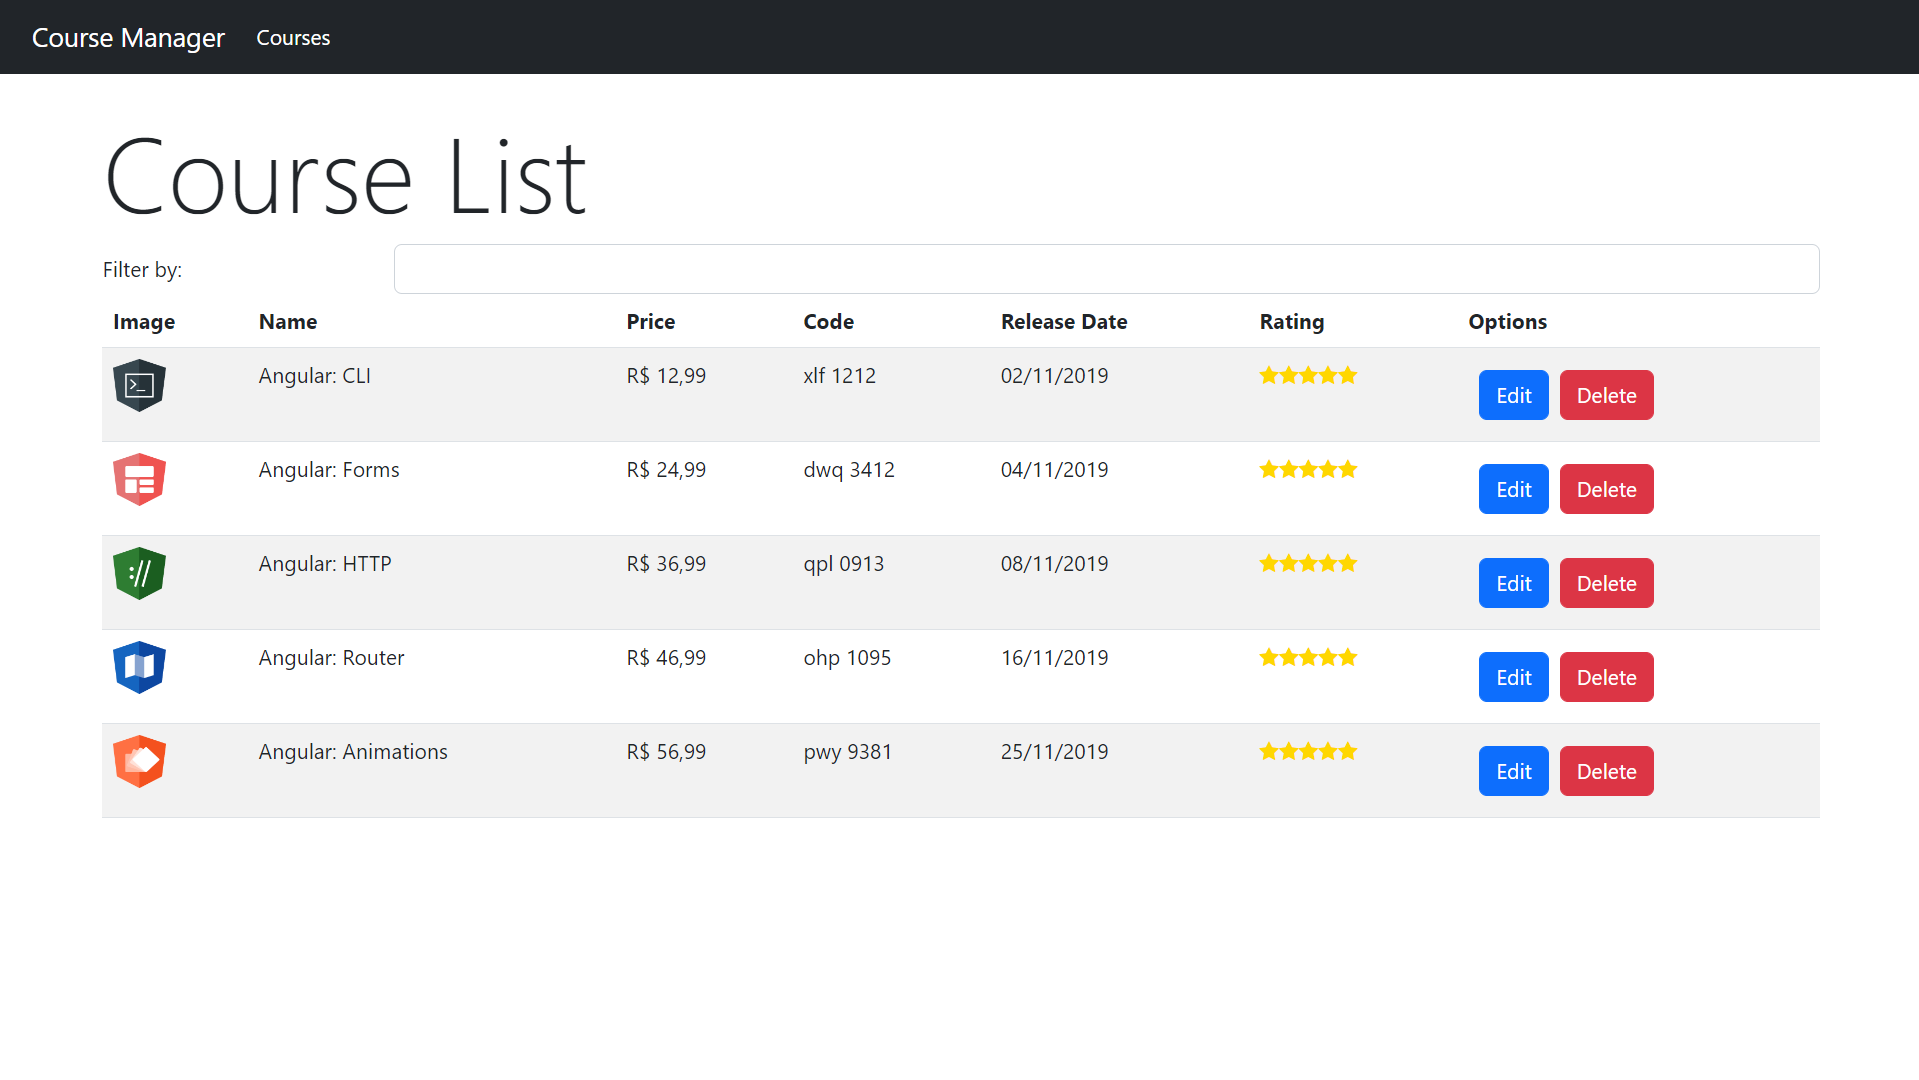 Course Manager Courses
Course List
Filter by:
Image Name Price Code Release Date Rating Options
Angular: CLI R$ 12,99 xlf 1212 02/11/2019 Edit Delete
Angular: Forms R$ 24,99 dwq 3412 04/11/2019 Edit Delete
Angular: HTTP R$ 36,99 qpl 0913 08/11/2019 Edit Delete
Angular: Router R$ 46,99 ohp 1095 16/11/2019 Edit Delete
Angular: Animations R$ 56,99 pwy 9381 25/11/2019 Edit Delete